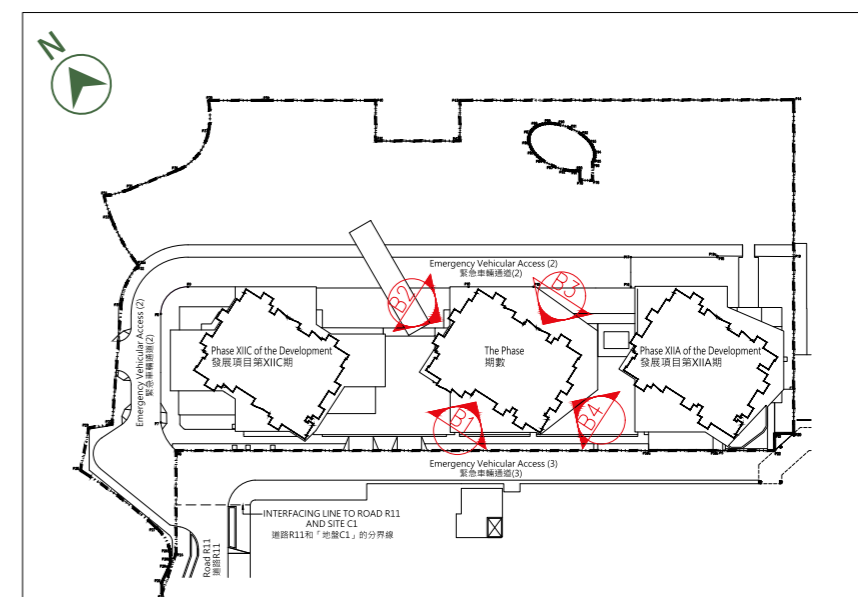 N
Emergency Vehicular Access (2)
緊急車輛通道(2)
B2
B3
Emergency Vehicular Access (2)
緊急車輛通道(2)
Phase XIIC of the Development
發展項目第XIIC期
The Phase
期數
Phase XIIA of the Development
發展項目第XIIA期
B1
B4
Emergency Vehicular Access (3)
緊急車輛通道(3)
INTERFACING LINE TO ROAD R11
AND SITE C1
道路R11和「地盤C1」的分界線
Road R11
道路R11